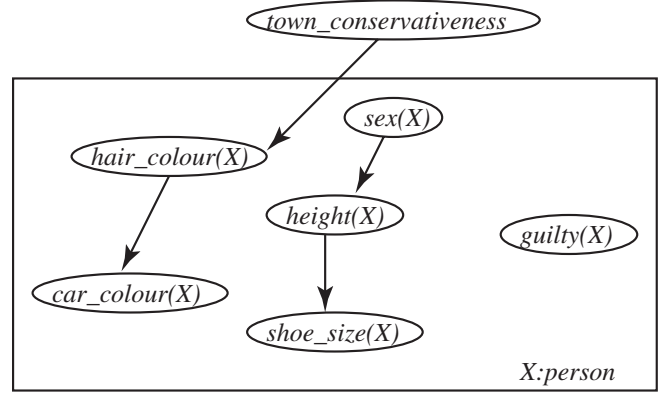 town_conservativeness
sex(X)
hair_colour(X)
height(X)
guilty(X)
car_colour(X)
shoe_size(X)
X:person